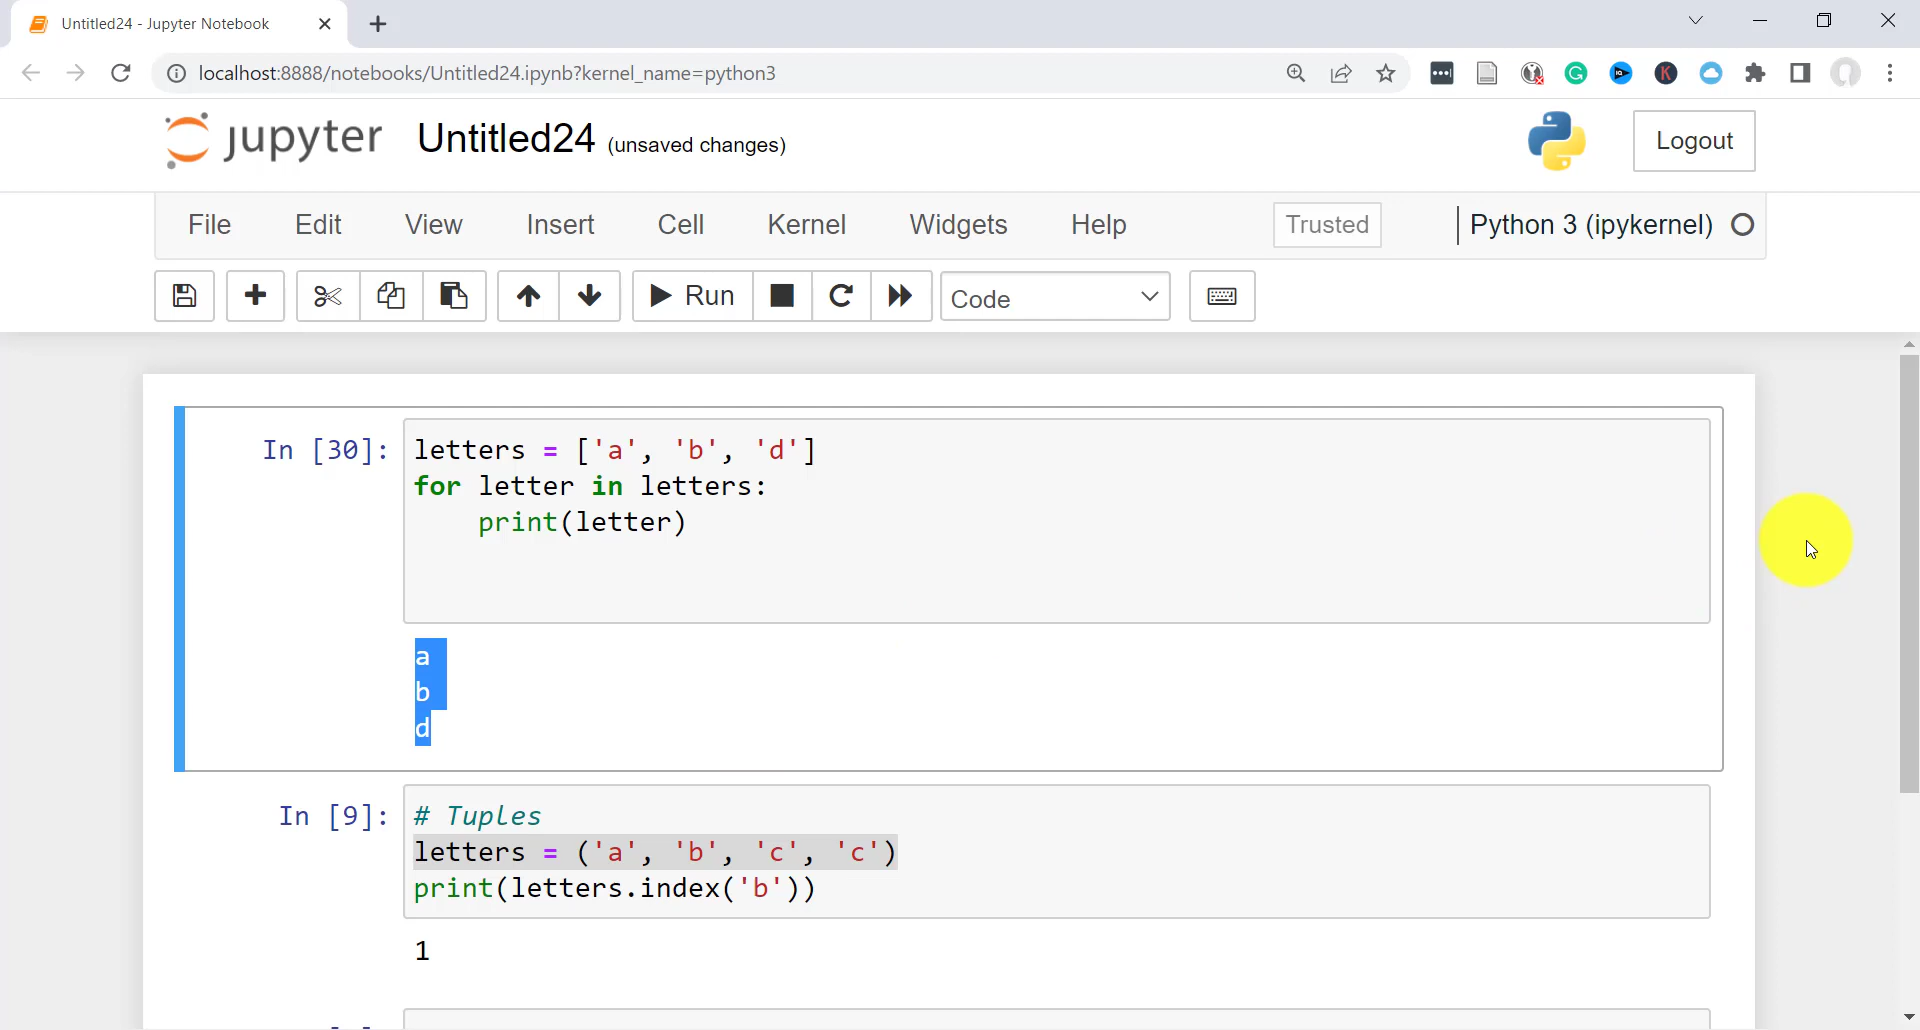 Untitled24 - Jupyter Notebook
localhost:8888/notebooks/Untitled24.ipynb?kernel_name=python3
jupyter Untitled24 (unsaved changes) Logout
File Edit View Insert Cell Kernel Widgets Help Trusted Python 3 (ipykernel)
Run Code
In [30]: letters = ['a', 'b', 'd']
for letter in letters:
    print(letter)
a
b
d
In [9]: # Tuples
letters = ('a', 'b', 'c', 'c')
print(letters.index('b'))
1